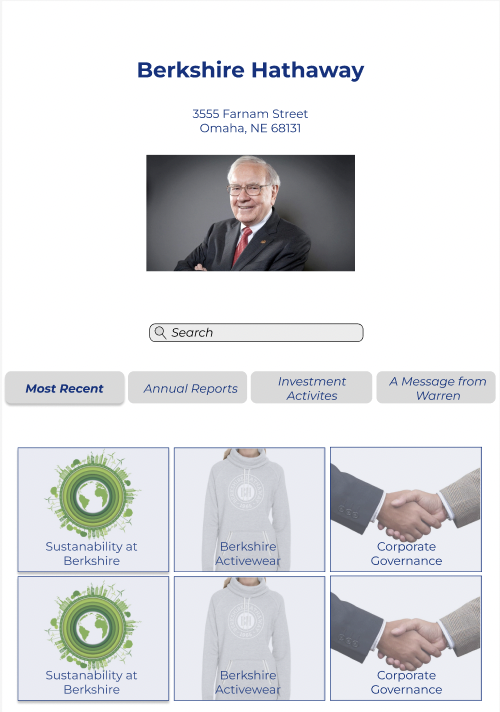 Berkshire Hathaway
3555 Farnam Street
Omaha, NE 68131
Search
Most Recent
Annual Reports
Investment
Activites
A Message from
Warren
Sustanability at
Berkshire
Berkshire
Activewear
Corporate
Governance
Sustanability at
Berkshire
Berkshire
Activewear
Corporate
Governance